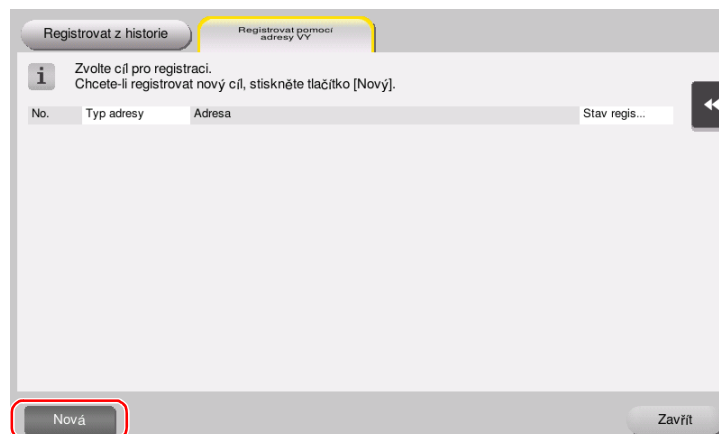 Registrovat z historie
Registrovat pomocí
adresy VY
i
Zvolte cíl pro registraci.
Chcete-li registrovat nový cíl, stiskněte tlačítko [Nový].
No. Typ adresy Adresa Stav regis...
Nová Zavřít